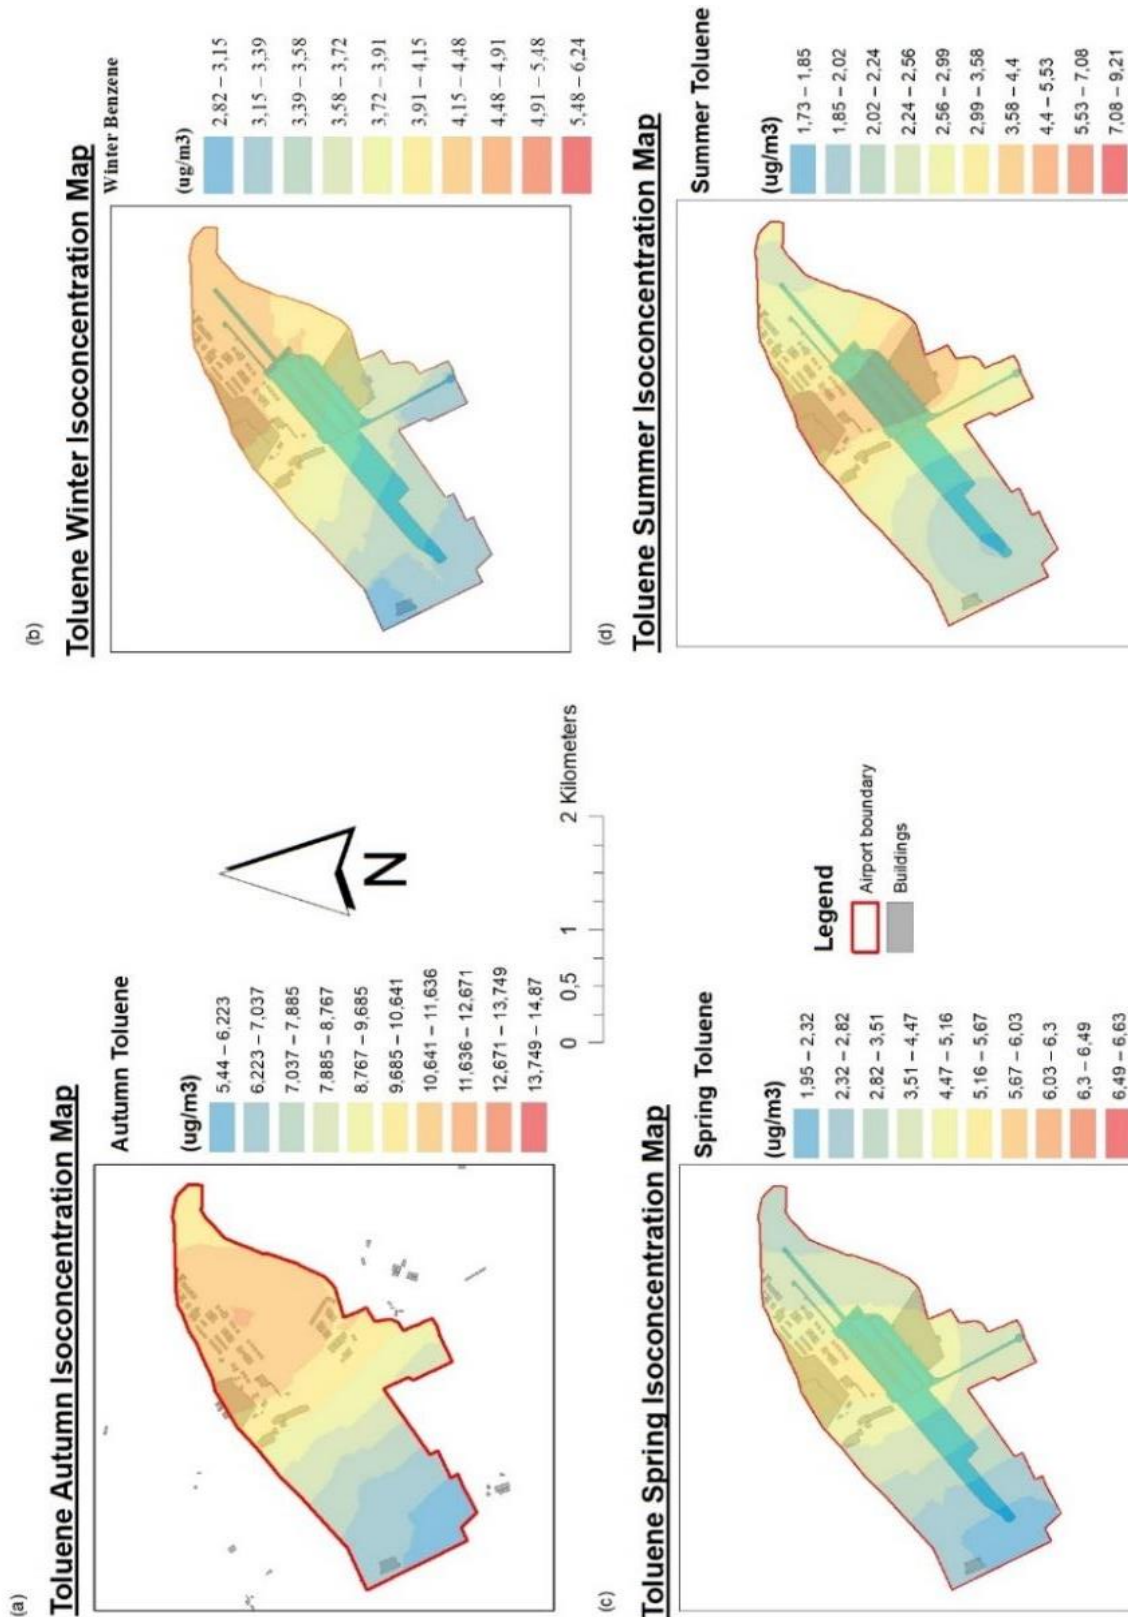 (a)
Toluene Autumn Isoconcentration Map
Autumn Toluene
(ug/m3)
5,44 – 6,223
6,223 – 7,037
7,037 – 7,885
7,885 – 8,767
8,767 – 9,685
9,685 – 10,641
10,641 – 11,636
11,636 – 12,671
12,671 – 13,749
13,749 – 14,87
N
0 0,5 1 2 Kilometers
(b)
Toluene Winter Isoconcentration Map
Winter Benzene
(ug/m3)
2,82 – 3,15
3,15 – 3,39
3,39 – 3,58
3,58 – 3,72
3,72 – 3,91
3,91 – 4,15
4,15 – 4,48
4,48 – 4,91
4,91 – 5,48
5,48 – 6,24
(c)
Toluene Spring Isoconcentration Map
Spring Toluene
(ug/m3)
1,95 – 2,32
2,32 – 2,82
2,82 – 3,51
3,51 – 4,47
4,47 – 5,16
5,16 – 5,67
5,67 – 6,03
6,03 – 6,3
6,3 – 6,49
6,49 – 6,63
Legend
Airport boundary
Buildings
(d)
Toluene Summer Isoconcentration Map
Summer Toluene
(ug/m3)
1,73 – 1,85
1,85 – 2,02
2,02 – 2,24
2,24 – 2,56
2,56 – 2,99
2,99 – 3,58
3,58 – 4,4
4,4 – 5,53
5,53 – 7,08
7,08 – 9,21